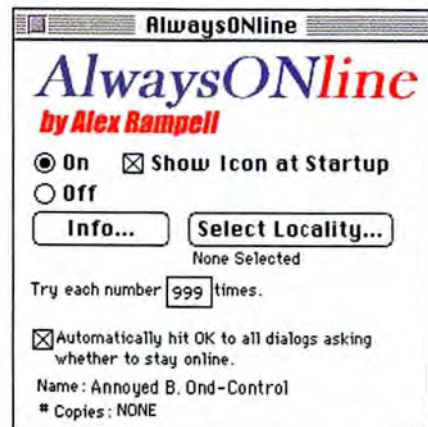 AlwaysONline
AlwaysONline
by Alex Rampell
On Show Icon at Startup
Off
Info... Select Locality...
None Selected
Try each number 999 times.
Automatically hit OK to all dialogs asking
whether to stay online.
Name: Annoyed B. Ond-Control
# Copies: NONE